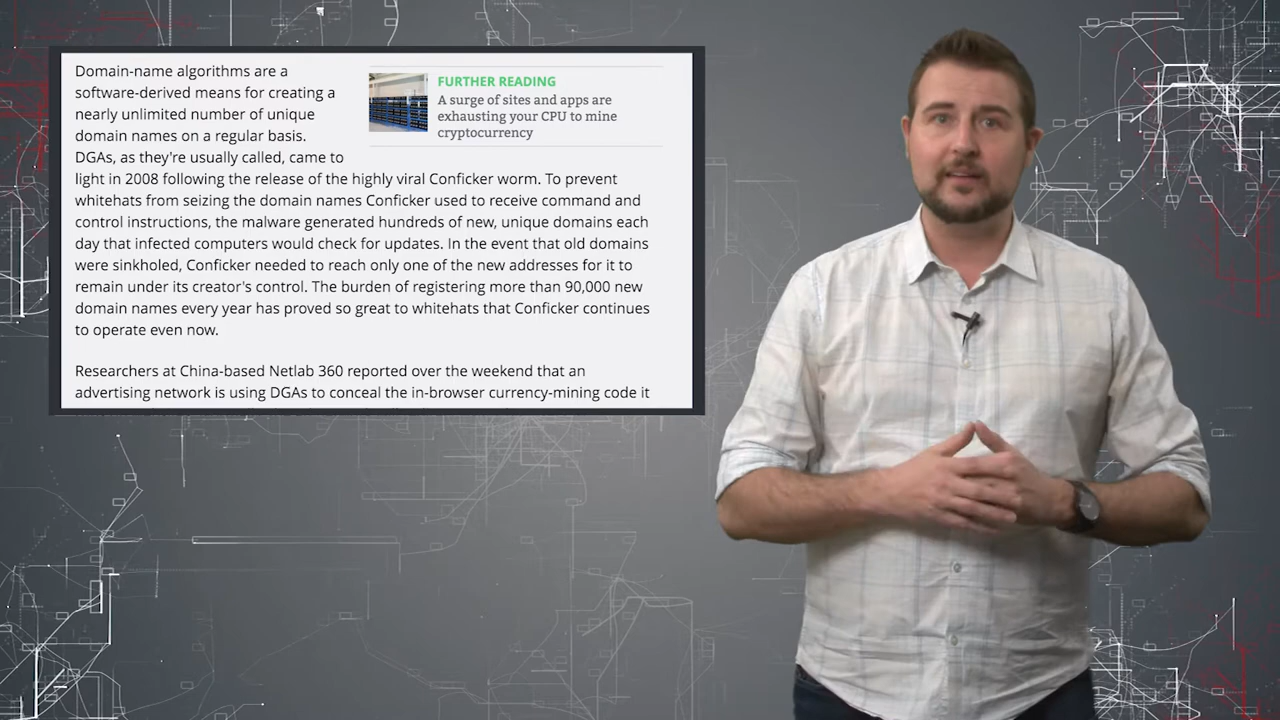 Domain-name algorithms are a
software-derived means for creating a
nearly unlimited number of unique
domain names on a regular basis.
DGAs, as they're usually called, came to
FURTHER READING
A surge of sites and apps are
exhausting your CPU to mine
cryptocurrency
light in 2008 following the release of the highly viral Conficker worm. To prevent
whitehats from seizing the domain names Conficker used to receive command and
control instructions, the malware generated hundreds of new, unique domains each
day that infected computers would check for updates. In the event that old domains
were sinkholed, Conficker needed to reach only one of the new addresses for it to
remain under its creator's control. The burden of registering more than 90,000 new
domain names every year has proved so great to whitehats that Conficker continues
to operate even now.
Researchers at China-based Netlab 360 reported over the weekend that an
advertising network is using DGAs to conceal the in-browser currency-mining code it